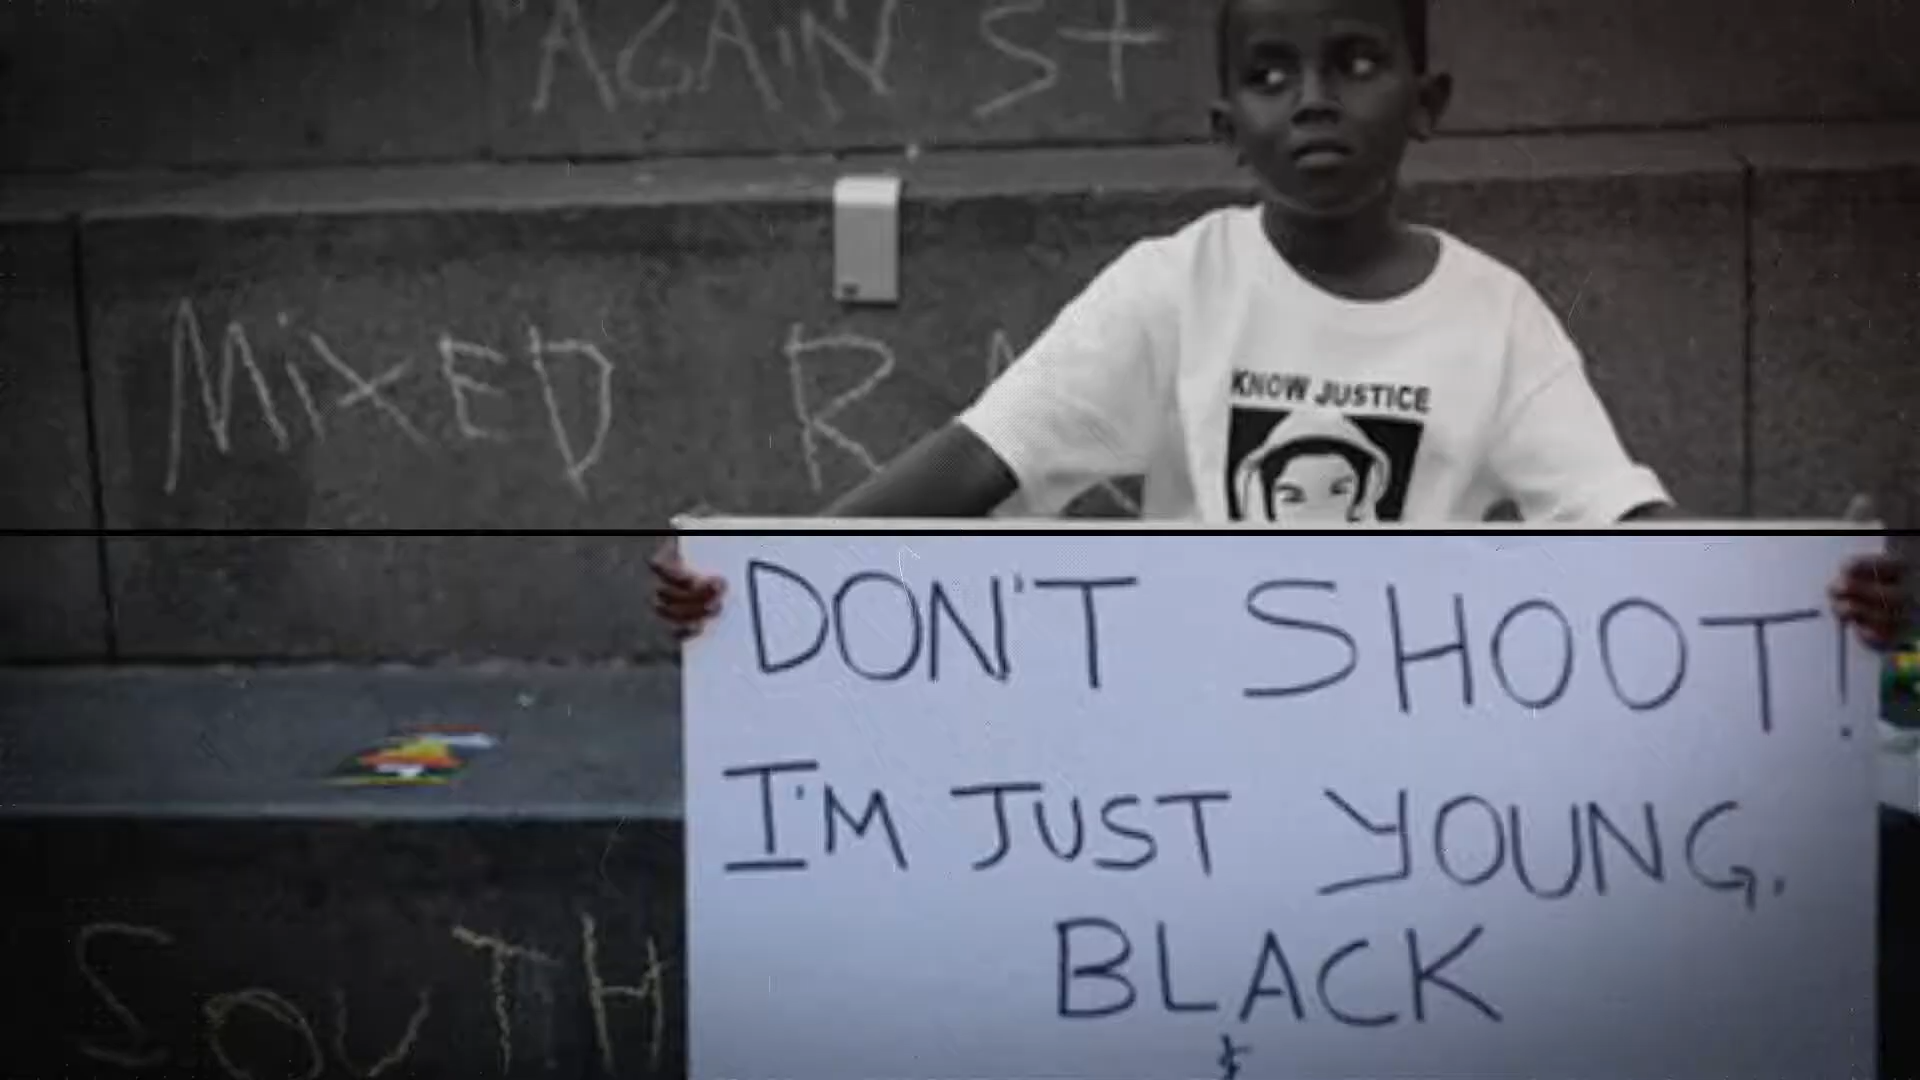 AGAINST
MIXED R
KNOW JUSTICE
DON'T SHOOT!
I'M JUST YOUNG,
BLACK
&
SOUTH